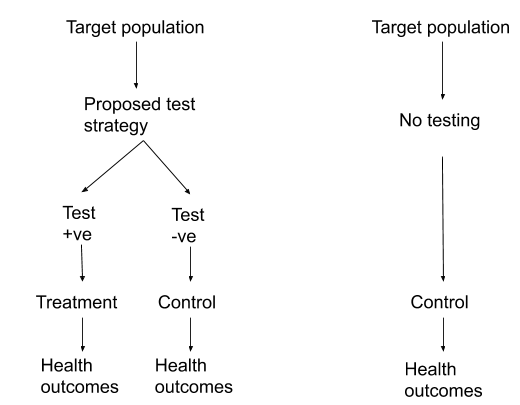 Target population
Proposed test
strategy
Test
+ve
Test
-ve
Treatment
Control
Health
outcomes
Health
outcomes
Target population
No testing
Control
Health
outcomes